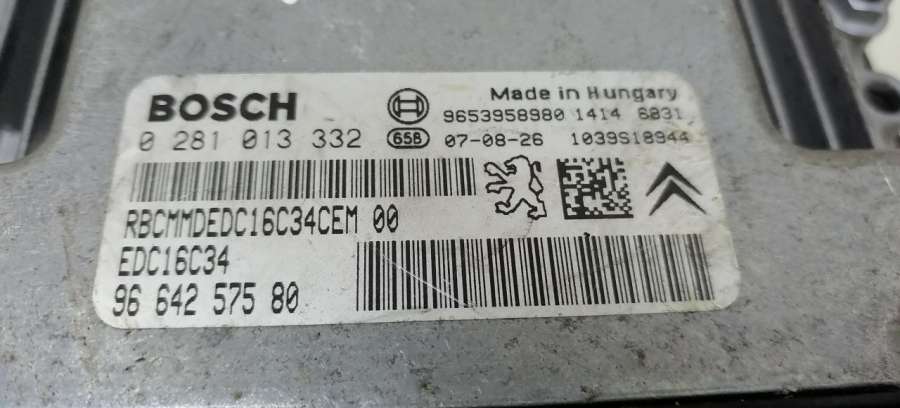 BOSCH
Made in Hungary
9653958980 1414 6831
0 281 013 332 658 07-08-26 1039S18944
RBCMMDEDC16C34CEM 00
EDC16C34
96 642 575 80